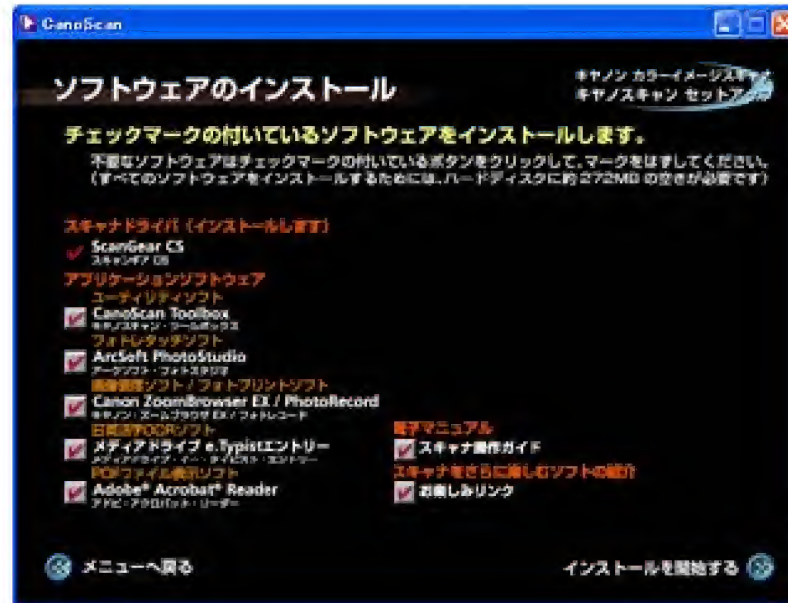 CanoScan
ソフトウェアのインストール
キヤノン カラーイメージスキャナ
キヤノスキャン セットアップ
チェックマークの付いているソフトウェアをインストールします。
不要なソフトウェアはチェックマークの付いているボタンをクリックして、マークをはずしてください。
(すべてのソフトウェアをインストールするためには、ハードディスクに約272MBの空きが必要です)
スキャナドライバ(インストールします)
ScanGear CS
スキャンギア CS
アプリケーションソフトウェア
ユーティリティソフト
CanoScan Toolbox
キヤノスキャン・ツールボックス
フォトレタッチソフト
ArcSoft PhotoStudio
アークソフト・フォトスタジオ
画像管理ソフト / フォトプリントソフト
Canon ZoomBrowser EX / PhotoRecord
キヤノン・ズームブラウザ EX / フォトレコード
日英活字OCRソフト
メディアドライブ e.Typistエントリー
メディアドライブ・イー・タイピスト・エントリー
PDFファイル表示ソフト
Adobe® Acrobat® Reader
アドビ・アクロバット・リーダー
電子マニュアル
スキャナ操作ガイド
スキャナをさらに楽しむソフトの紹介
お楽しみリンク
メニューへ戻る
インストールを開始する